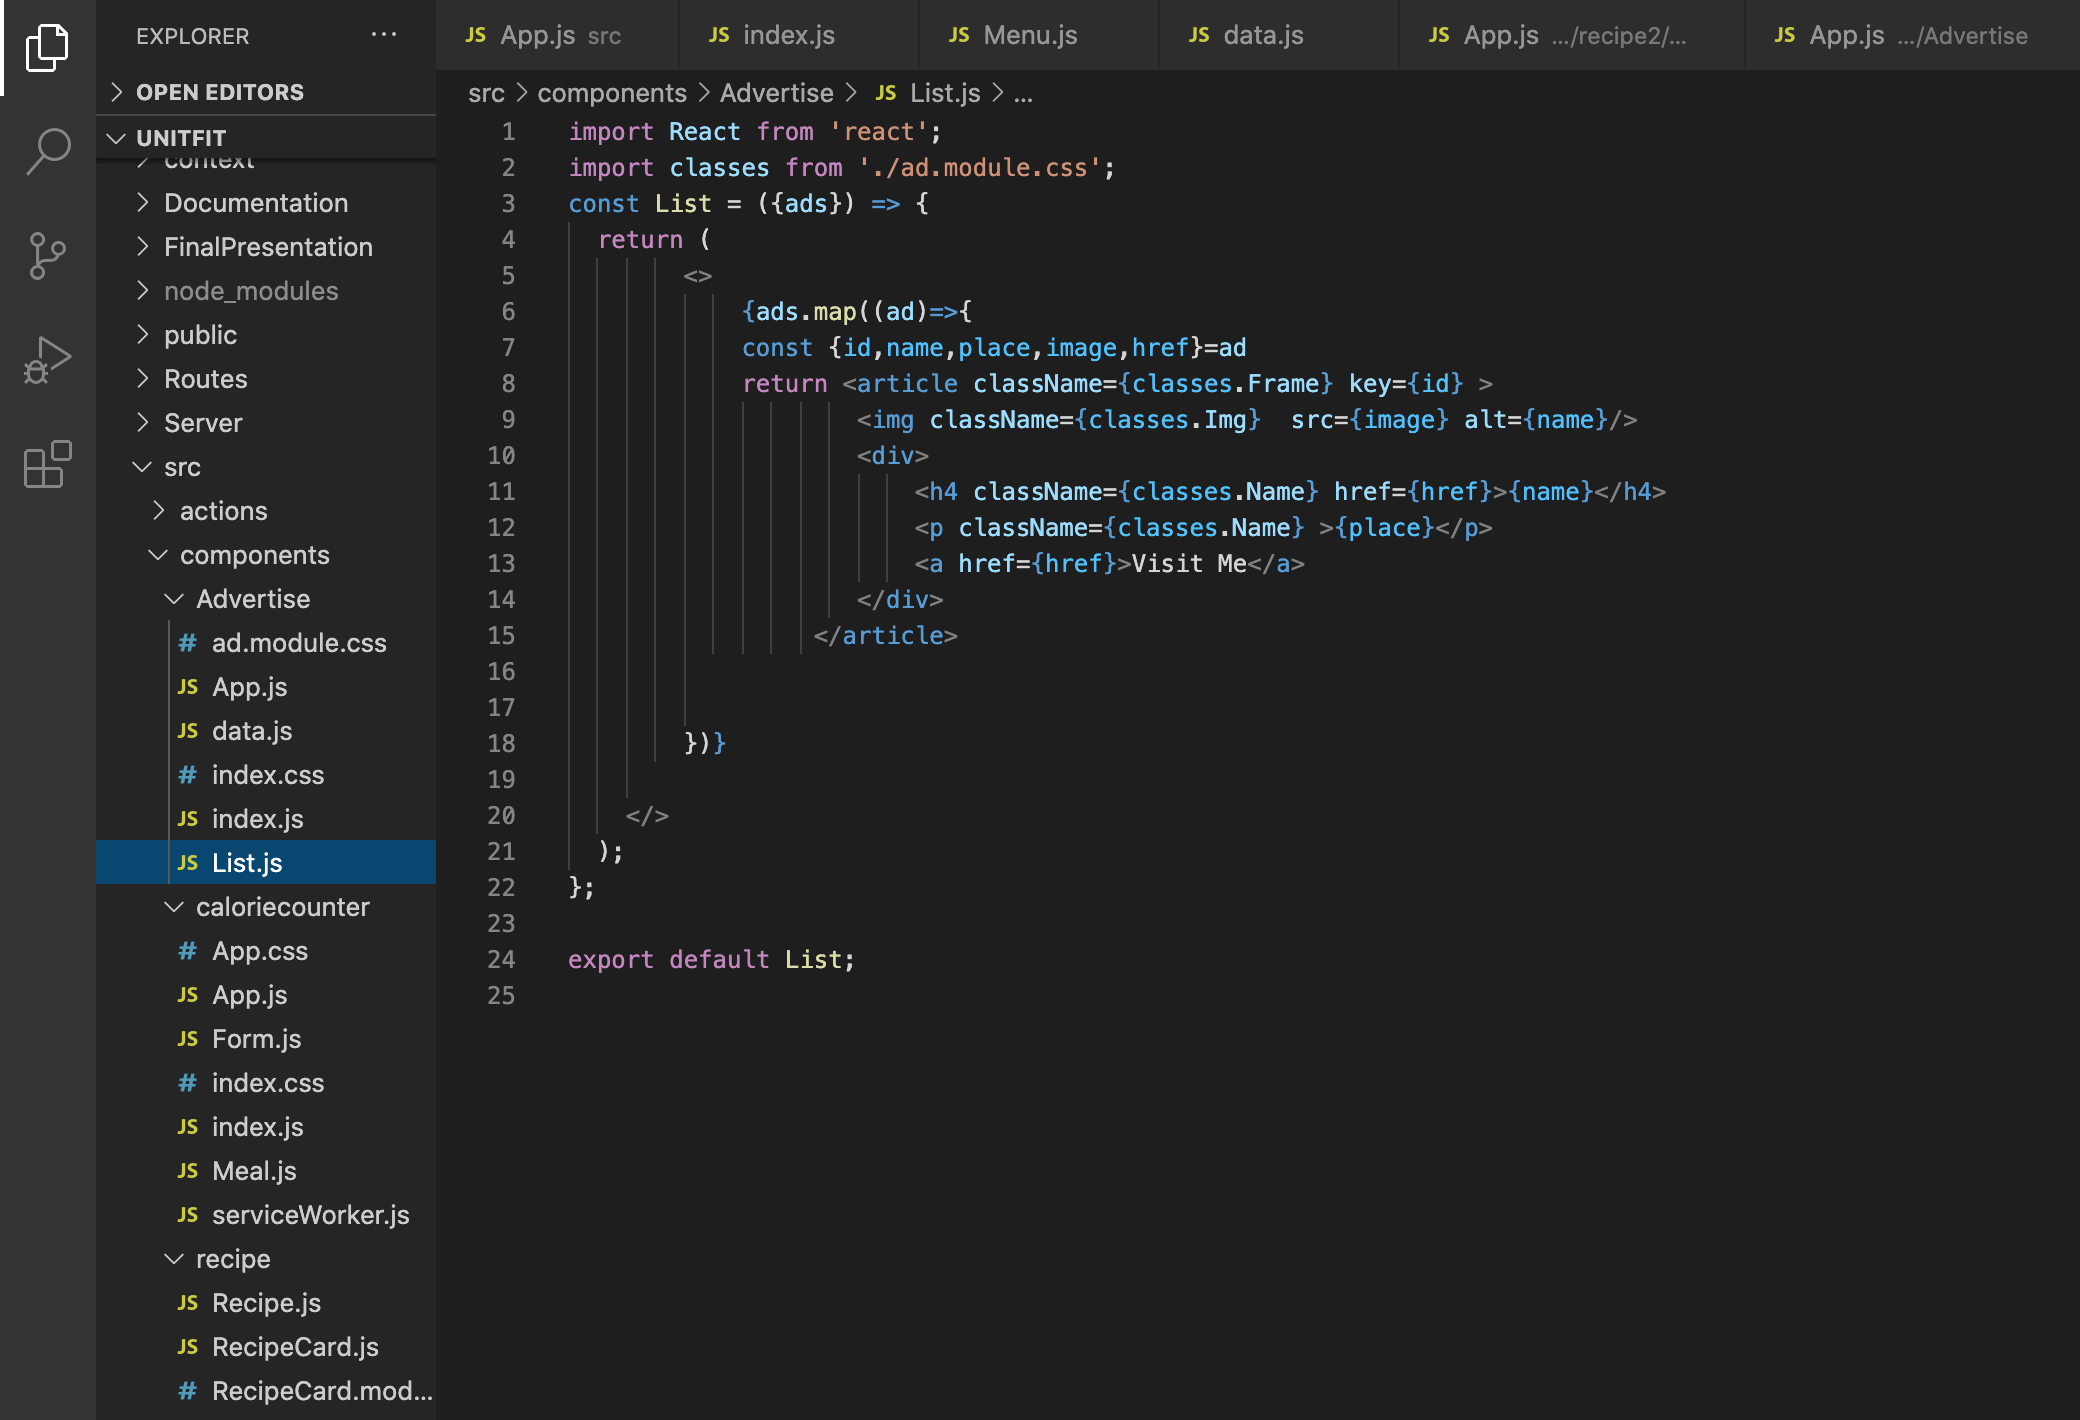 EXPLORER ...
OPEN EDITORS
UNITFIT
context
Documentation
FinalPresentation
node_modules
public
Routes
Server
src
actions
components
Advertise
# ad.module.css
JS App.js
JS data.js
# index.css
JS index.js
JS List.js
caloriecounter
# App.css
JS App.js
JS Form.js
# index.css
JS index.js
JS Meal.js
JS serviceWorker.js
recipe
JS Recipe.js
JS RecipeCard.js
# RecipeCard.mod...
JS App.js src JS index.js JS Menu.js JS data.js JS App.js .../recipe2/... JS App.js .../Advertise
src > components > Advertise > JS List.js > ...
1 import React from 'react';
2 import classes from './ad.module.css';
3 const List = ({ads}) => {
4 return (
5 <>
6 {ads.map((ad)=>{
7 const {id,name,place,image,href}=ad
8 return <article className={classes.Frame} key={id} >
9 <img className={classes.Img}  src={image} alt={name}/>
10 <div>
11 <h4 className={classes.Name} href={href}>{name}</h4>
12 <p className={classes.Name} >{place}</p>
13 <a href={href}>Visit Me</a>
14 </div>
15 </article>
16
17
18 })}
19
20 </>
21 );
22 };
23
24 export default List;
25